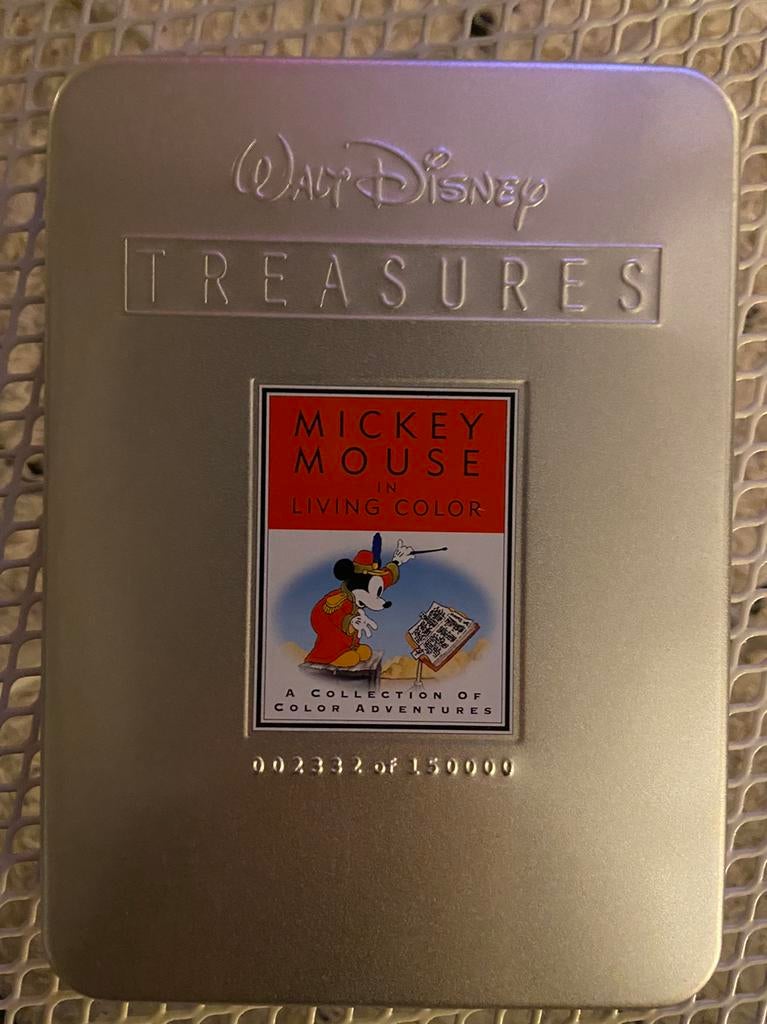 WALT DISNEY
TREASURES
MICKEY
MOUSE
IN
LIVING COLOR
A COLLECTION OF
COLOR ADVENTURES
002332 of 150000